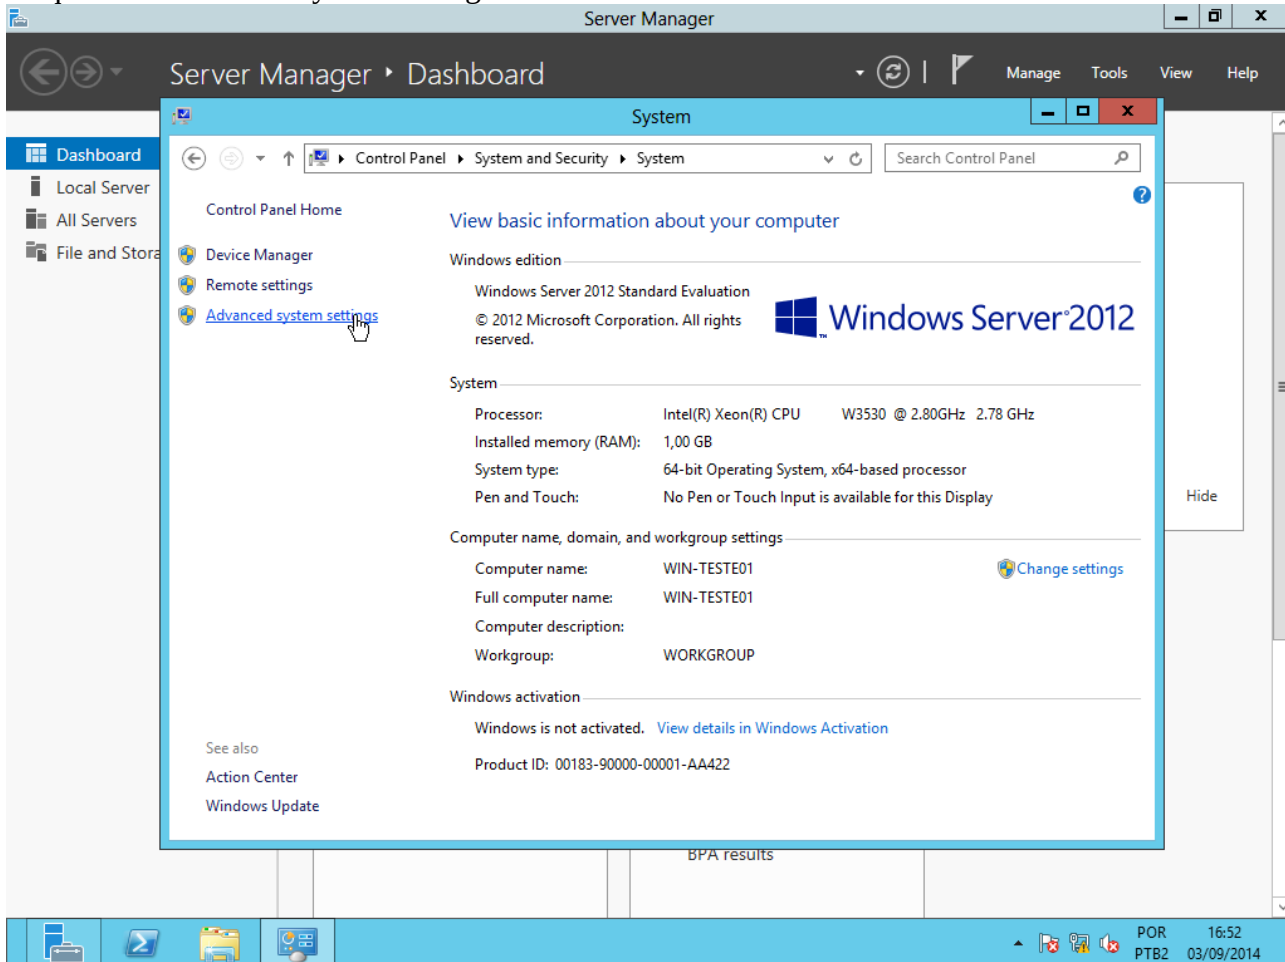 Server Manager
Server Manager • Dashboard
Manage Tools View Help
System
Control Panel System and Security System
Search Control Panel
Dashboard
Local Server
All Servers
File and Stora
Control Panel Home
Device Manager
Remote settings
Advanced system settings
View basic information about your computer
Windows edition
Windows Server 2012 Standard Evaluation
© 2012 Microsoft Corporation. All rights
reserved.
Windows Server 2012
System
Processor: Intel(R) Xeon(R) CPU W3530 @ 2.80GHz 2.78 GHz
Installed memory (RAM): 1,00 GB
System type: 64-bit Operating System, x64-based processor
Pen and Touch: No Pen or Touch Input is available for this Display
Hide
Computer name, domain, and workgroup settings
Computer name: WIN-TESTE01
Change settings
Full computer name: WIN-TESTE01
Computer description:
Workgroup: WORKGROUP
Windows activation
Windows is not activated. View details in Windows Activation
Product ID: 00183-90000-00001-AA422
See also
Action Center
Windows Update
BPA results
POR 16:52
PTB2 03/09/2014